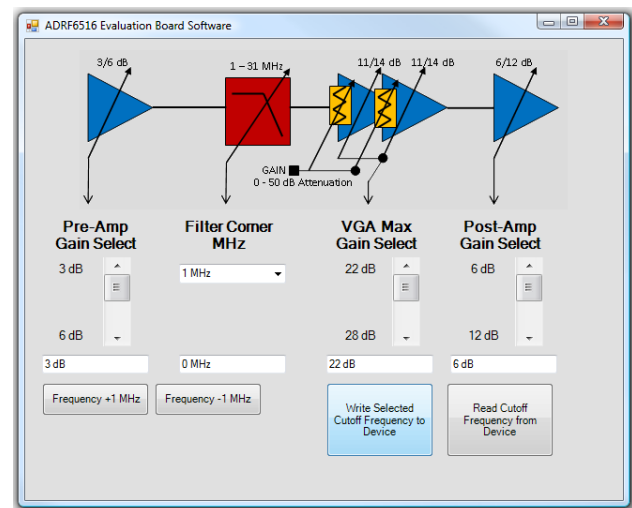 ADRF6516 Evaluation Board Software
3/6 dB
1 – 31 MHz
11/14 dB
11/14 dB
6/12 dB
GAIN
0 - 50 dB Attenuation
Pre-Amp
Gain Select
Filter Corner
MHz
VGA Max
Gain Select
Post-Amp
Gain Select
3 dB
1 MHz
22 dB
6 dB
6 dB
28 dB
12 dB
3 dB
0 MHz
22 dB
6 dB
Frequency +1 MHz
Frequency -1 MHz
Write Selected
Cutoff Frequency to
Device
Read Cutoff
Frequency from
Device